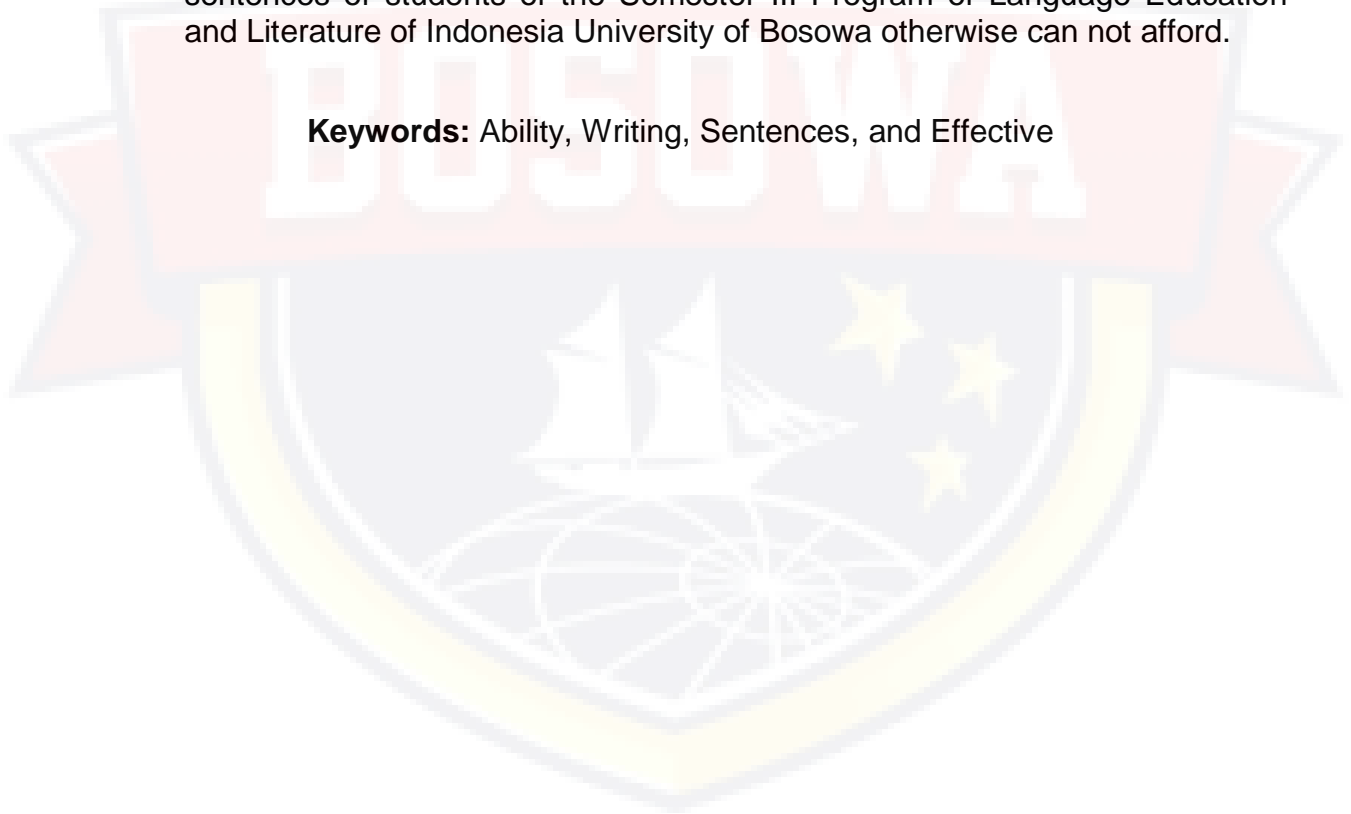 sentences of students of the Semester III Program of Language Education
and Literature of Indonesia University of Bosowa otherwise can not afford.
BOSOWA
Keywords: Ability, Writing, Sentences, and Effective